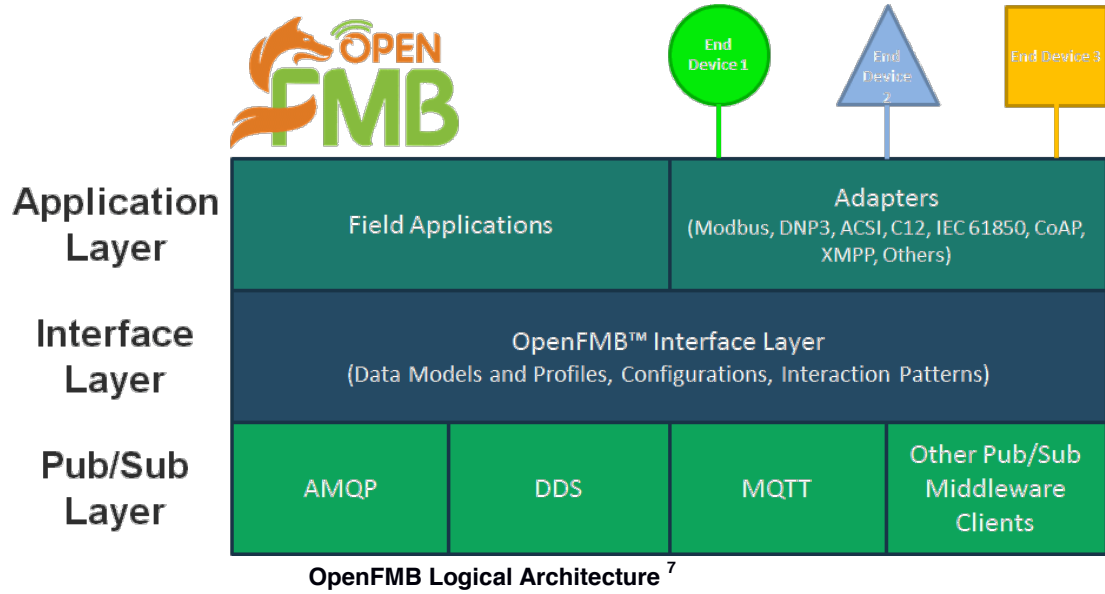 OPEN
FMB
End
Device 1
End
Device
2
End Device 3
Application
Layer
Field Applications
Adapters
(Modbus, DNP3, ACSI, C12, IEC 61850, CoAP,
XMPP, Others)
Interface
Layer
OpenFMB™ Interface Layer
(Data Models and Profiles, Configurations, Interaction Patterns)
Pub/Sub
Layer
AMQP
DDS
MQTT
Other Pub/Sub
Middleware
Clients
OpenFMB Logical Architecture 7